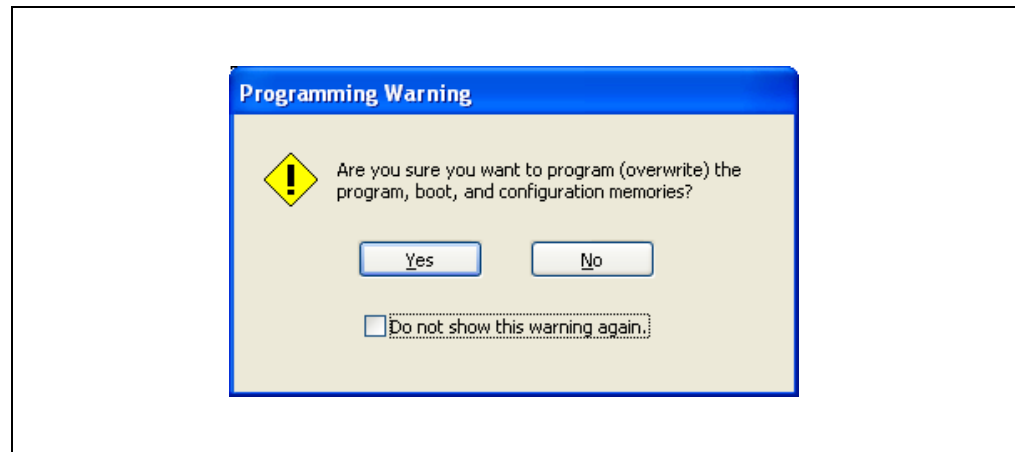 Programming Warning
Are you sure you want to program (overwrite) the
program, boot, and configuration memories?
Yes
No
Do not show this warning again.